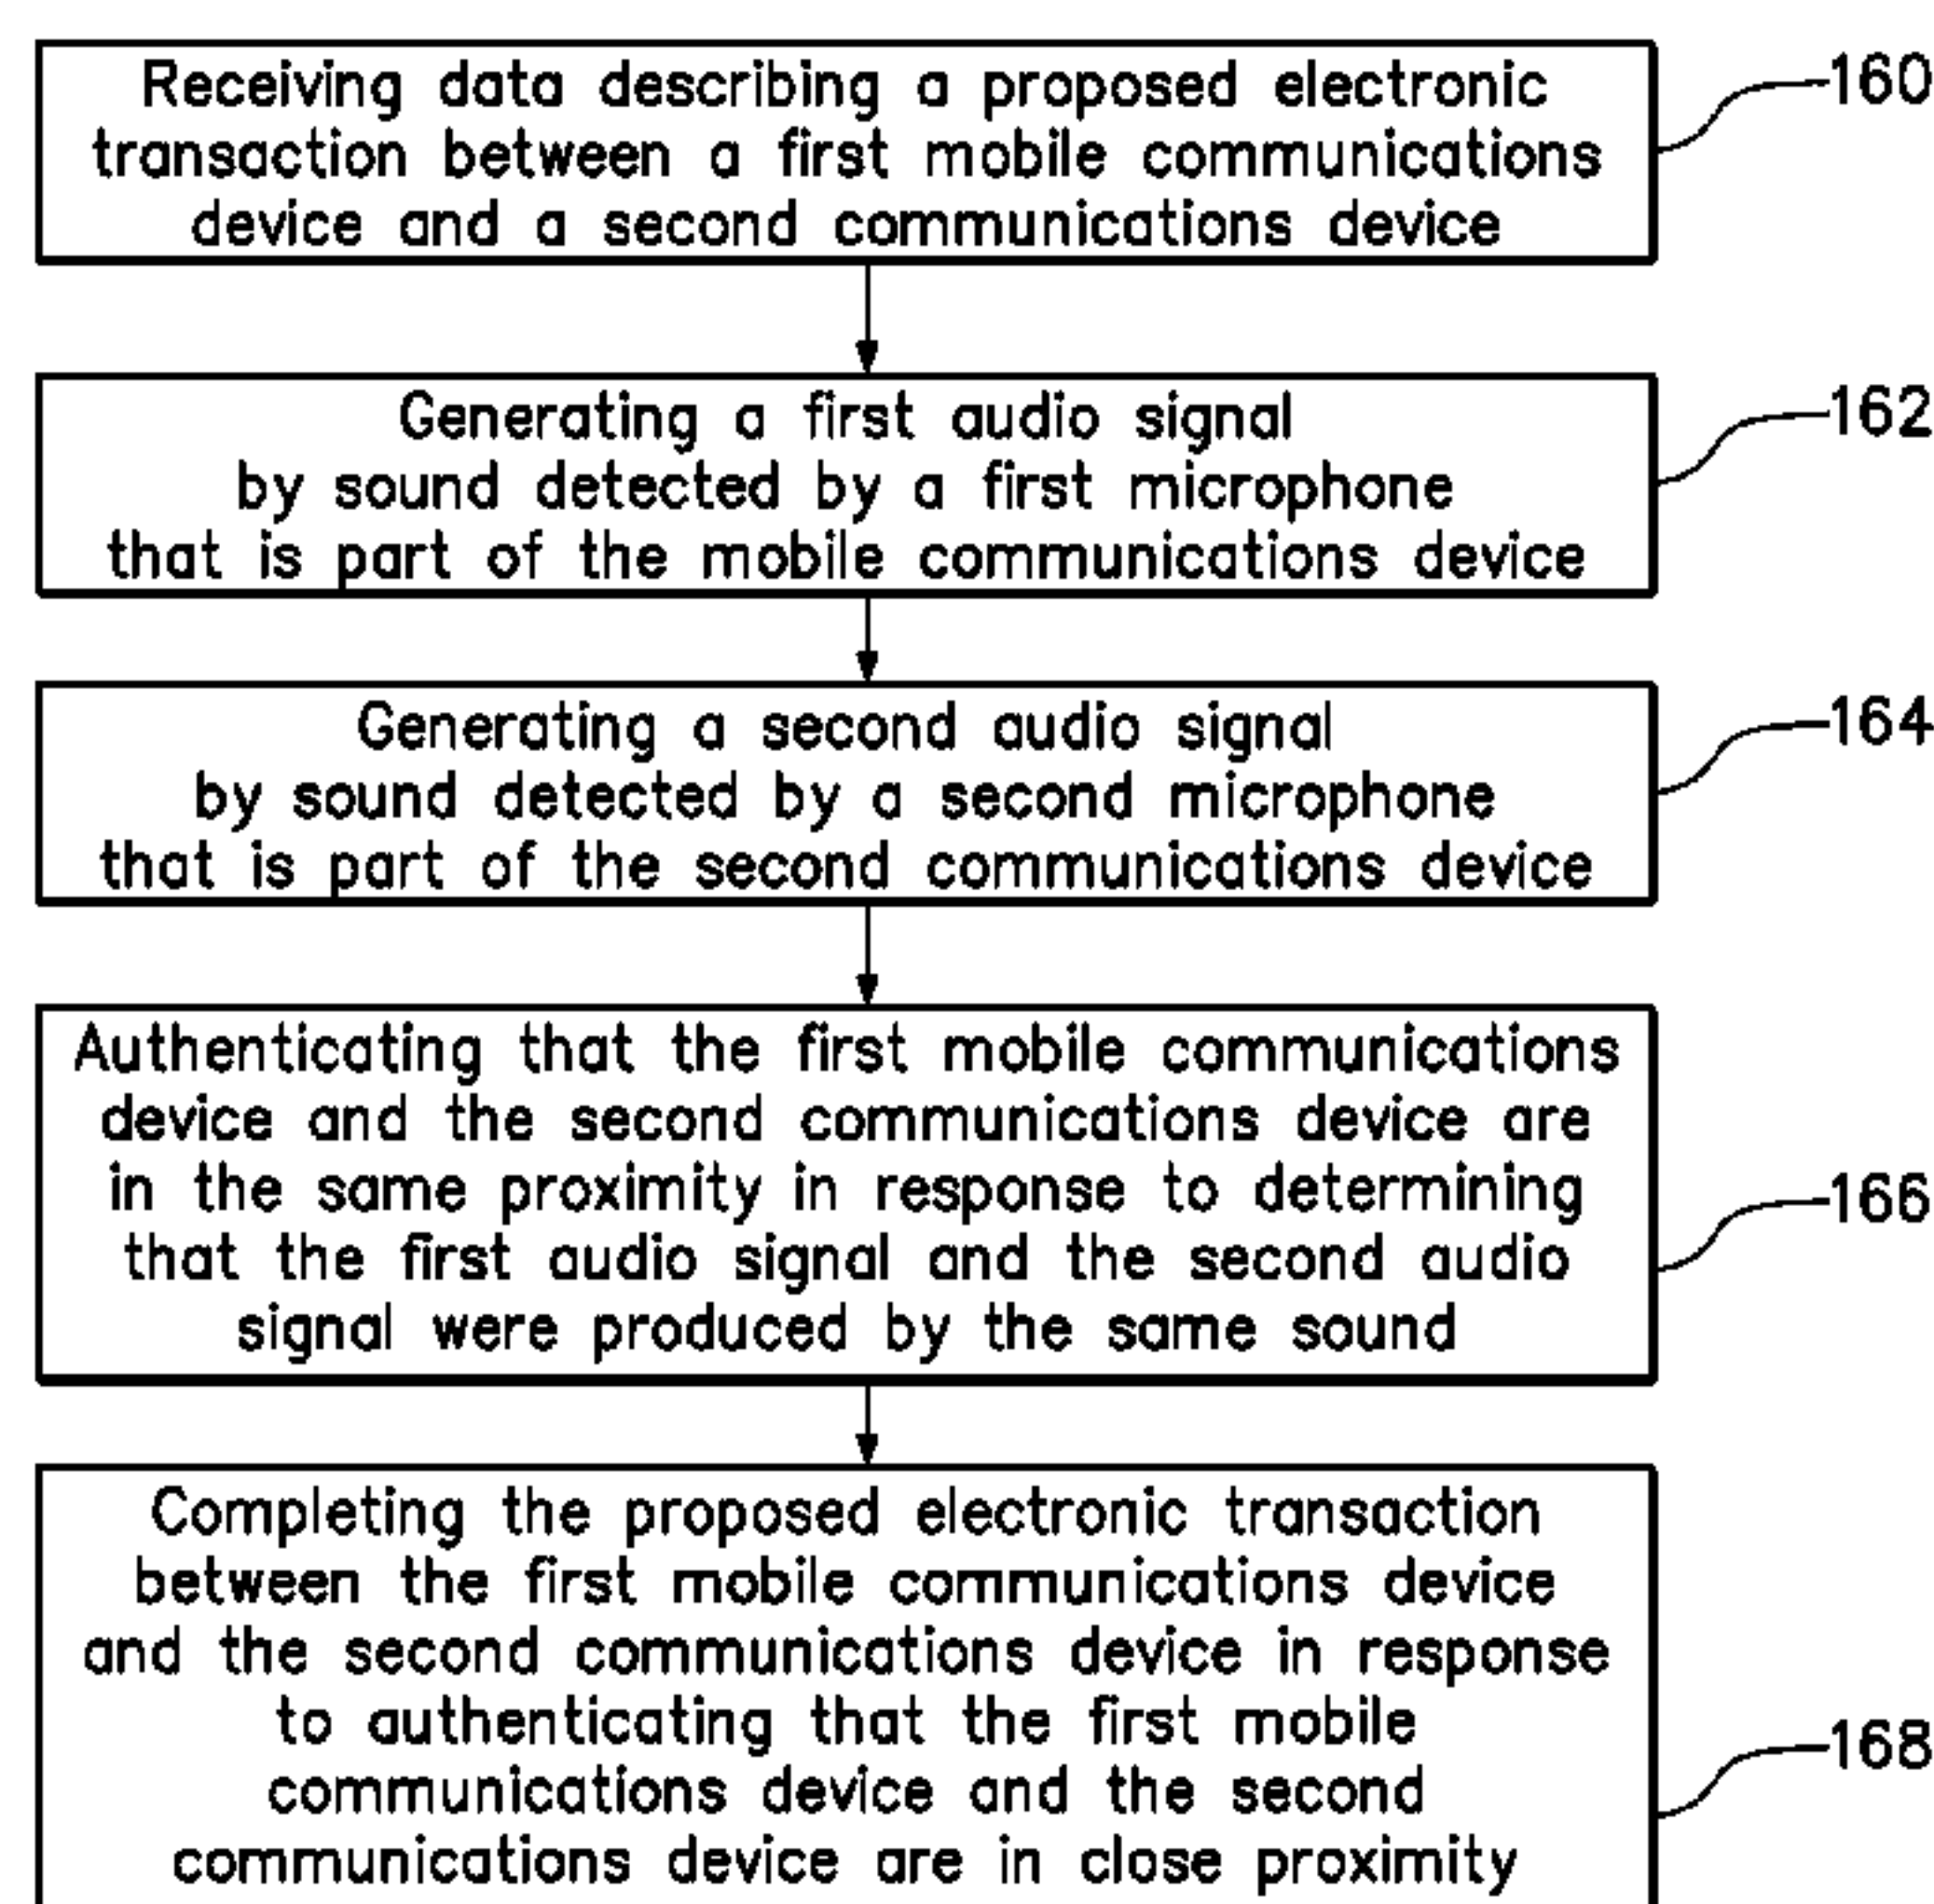 Receiving data describing a proposed electronic
transaction between a first mobile communications
device and a second communications device
160
Generating a first audio signal
by sound detected by a first microphone
that is part of the mobile communications device
162
Generating a second audio signal
by sound detected by a second microphone
that is part of the second communications device
164
Authenticating that the first mobile communications
device and the second communications device are
in the same proximity in response to determining
that the first audio signal and the second audio
signal were produced by the same sound
166
Completing the proposed electronic transaction
between the first mobile communications device
and the second communications device in response
to authenticating that the first mobile
communications device and the second
communications device are in close proximity
168